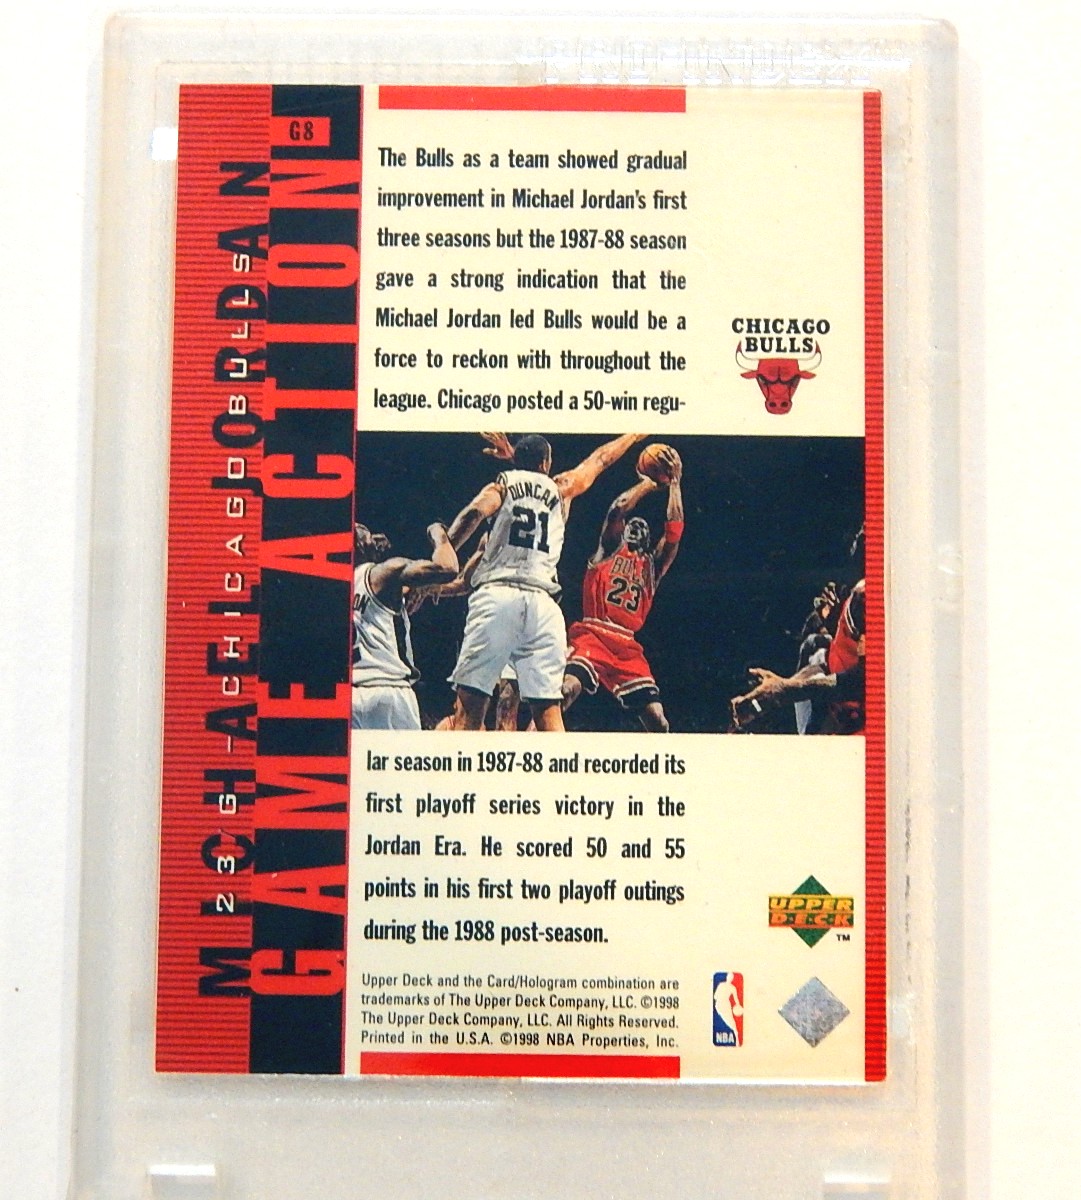 G8
MICHAEL JORDAN
23/G - CHICAGO BULLS
GAME ACTION
The Bulls as a team showed gradual
improvement in Michael Jordan's first
three seasons but the 1987-88 season
gave a strong indication that the
Michael Jordan led Bulls would be a
force to reckon with throughout the
league. Chicago posted a 50-win regu-
CHICAGO
BULLS
DUNCAN
21
BULLS
23
lar season in 1987-88 and recorded its
first playoff series victory in the
Jordan Era. He scored 50 and 55
points in his first two playoff outings
during the 1988 post-season.
UPPER
DECK
TM
Upper Deck and the Card/Hologram combination are
trademarks of The Upper Deck Company, LLC. ©1998
The Upper Deck Company, LLC. All Rights Reserved.
Printed in the U.S.A. ©1998 NBA Properties, Inc.
NBA